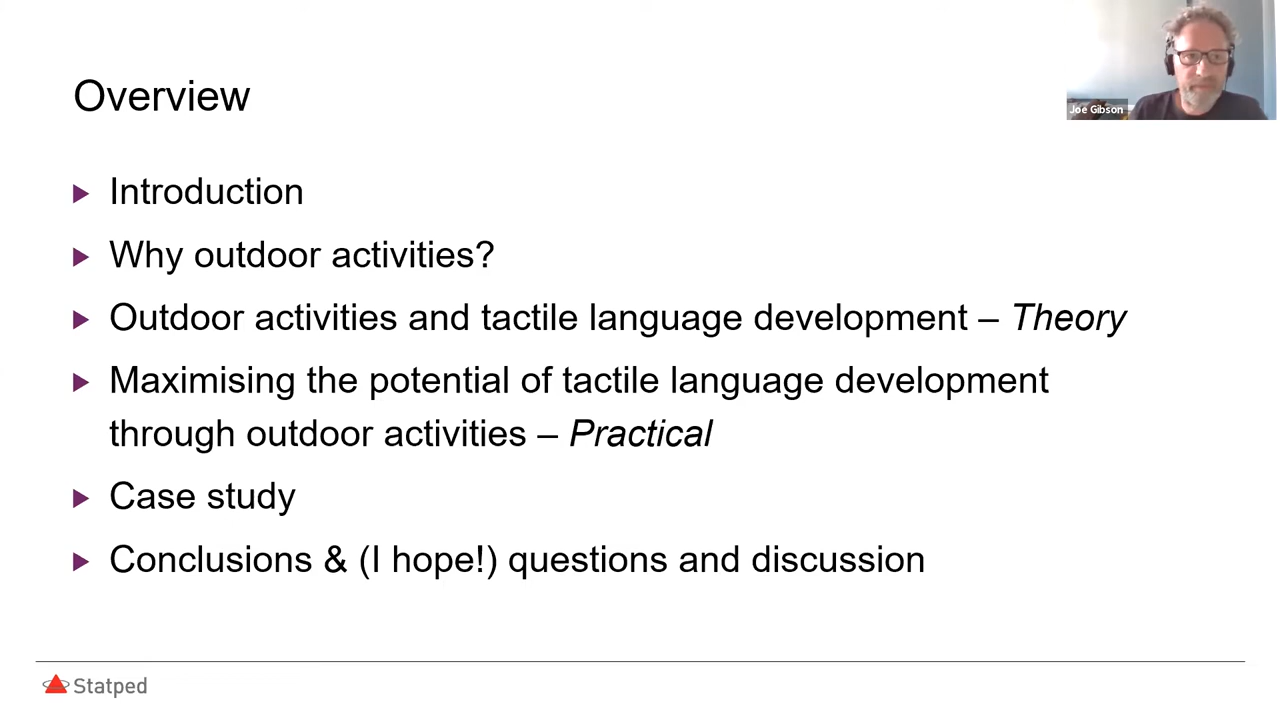 Overview
Joe Gibson
Introduction
Why outdoor activities?
Outdoor activities and tactile language development – Theory
Maximising the potential of tactile language development
through outdoor activities – Practical
Case study
Conclusions & (I hope!) questions and discussion
Statped